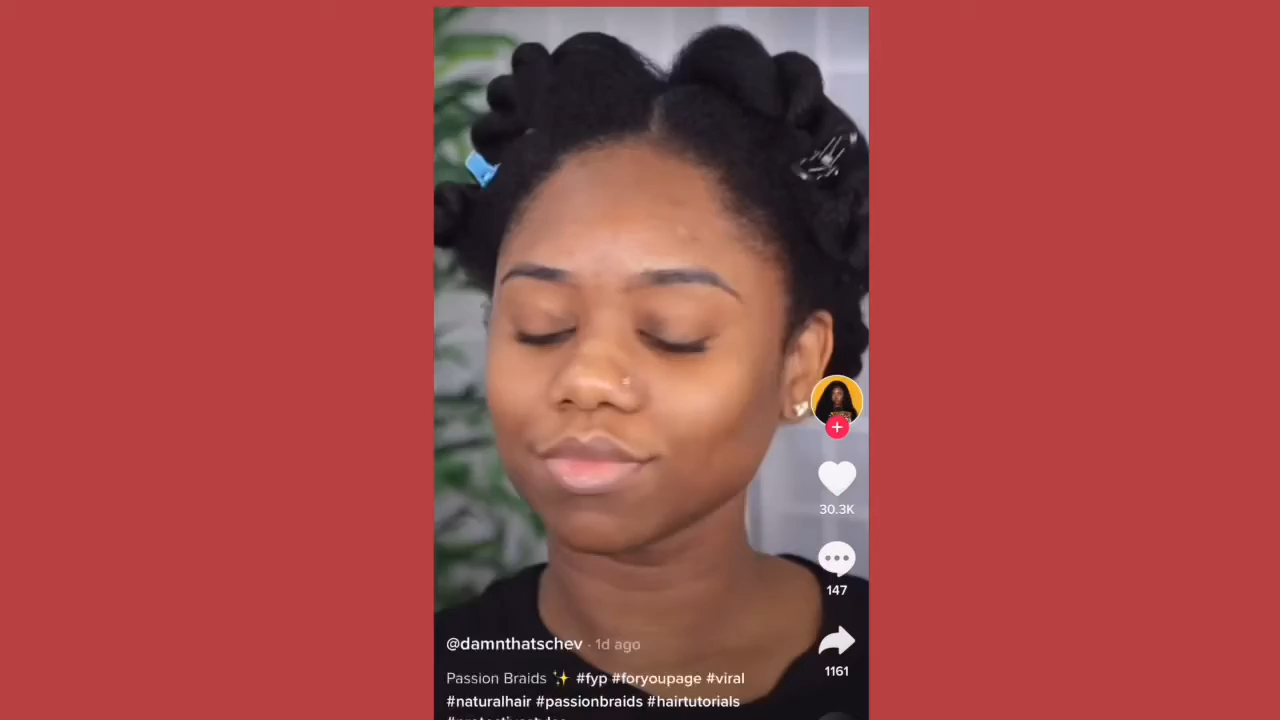 30.3K
147
1161
@damnthatschev · 1d ago
Passion Braids ✨ #fyp #foryoupage #viral
#naturalhair #passionbraids #hairtutorials